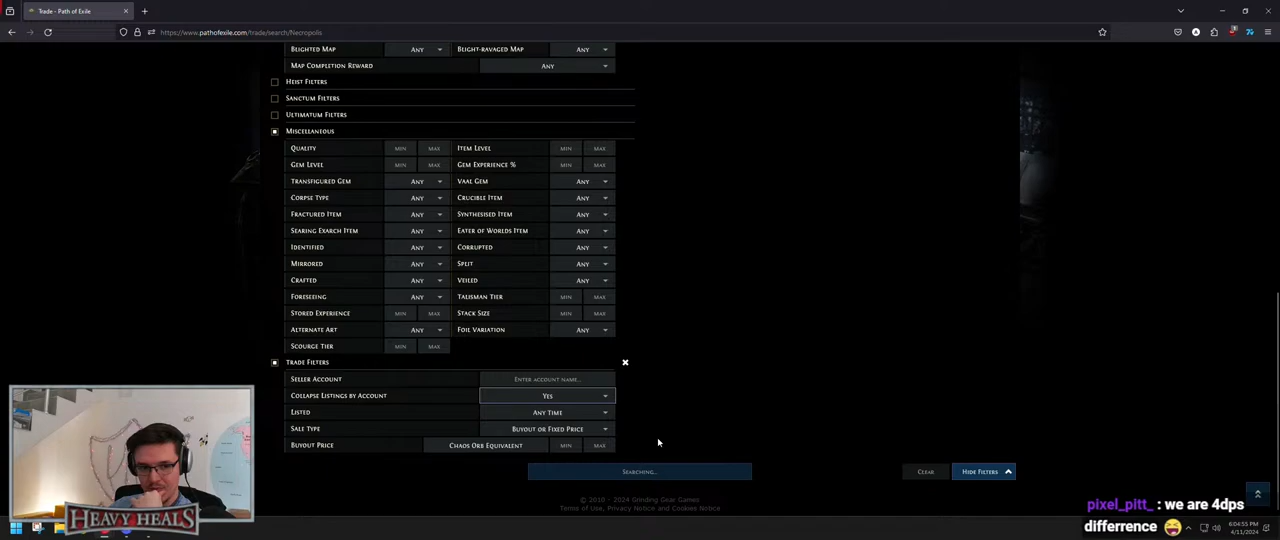 Trade - Path of Exile
https://www.pathofexile.com/trade/search/Necropolis
Blighted Map Any Blight-ravaged Map Any
Map Completion Reward Any
Heist Filters
Sanctum Filters
Ultimatum Filters
Miscellaneous
Quality MIN MAX Item Level MIN MAX
Gem Level MIN MAX Gem Experience % MIN MAX
Transfigured Gem Any Vaal Gem Any
Corpse Type Any Crucible Item Any
Fractured Item Any Synthesised Item Any
Searing Exarch Item Any Eater of Worlds Item Any
Identified Any Corrupted Any
Mirrored Any Split Any
Crafted Any Veiled Any
Foreseeing Any Talisman Tier MIN MAX
Stored Experience MIN MAX Stack Size MIN MAX
Alternate Art Any Foil Variation Any
Scourge Tier MIN MAX
Trade Filters
Seller Account Enter account name...
Collapse Listings by Account Yes
Listed Any Time
Sale Type Buyout or Fixed Price
Buyout Price Chaos Orb Equivalent MIN MAX
Searching... Clear Hide Filters
© 2010 - 2024 Grinding Gear Games
Terms of Use, Privacy Notice and Cookies Notice
HEAVY HEALS
pixel_pitt_ : we are 4dps
differrence
6:04:55 PM
4/11/2024